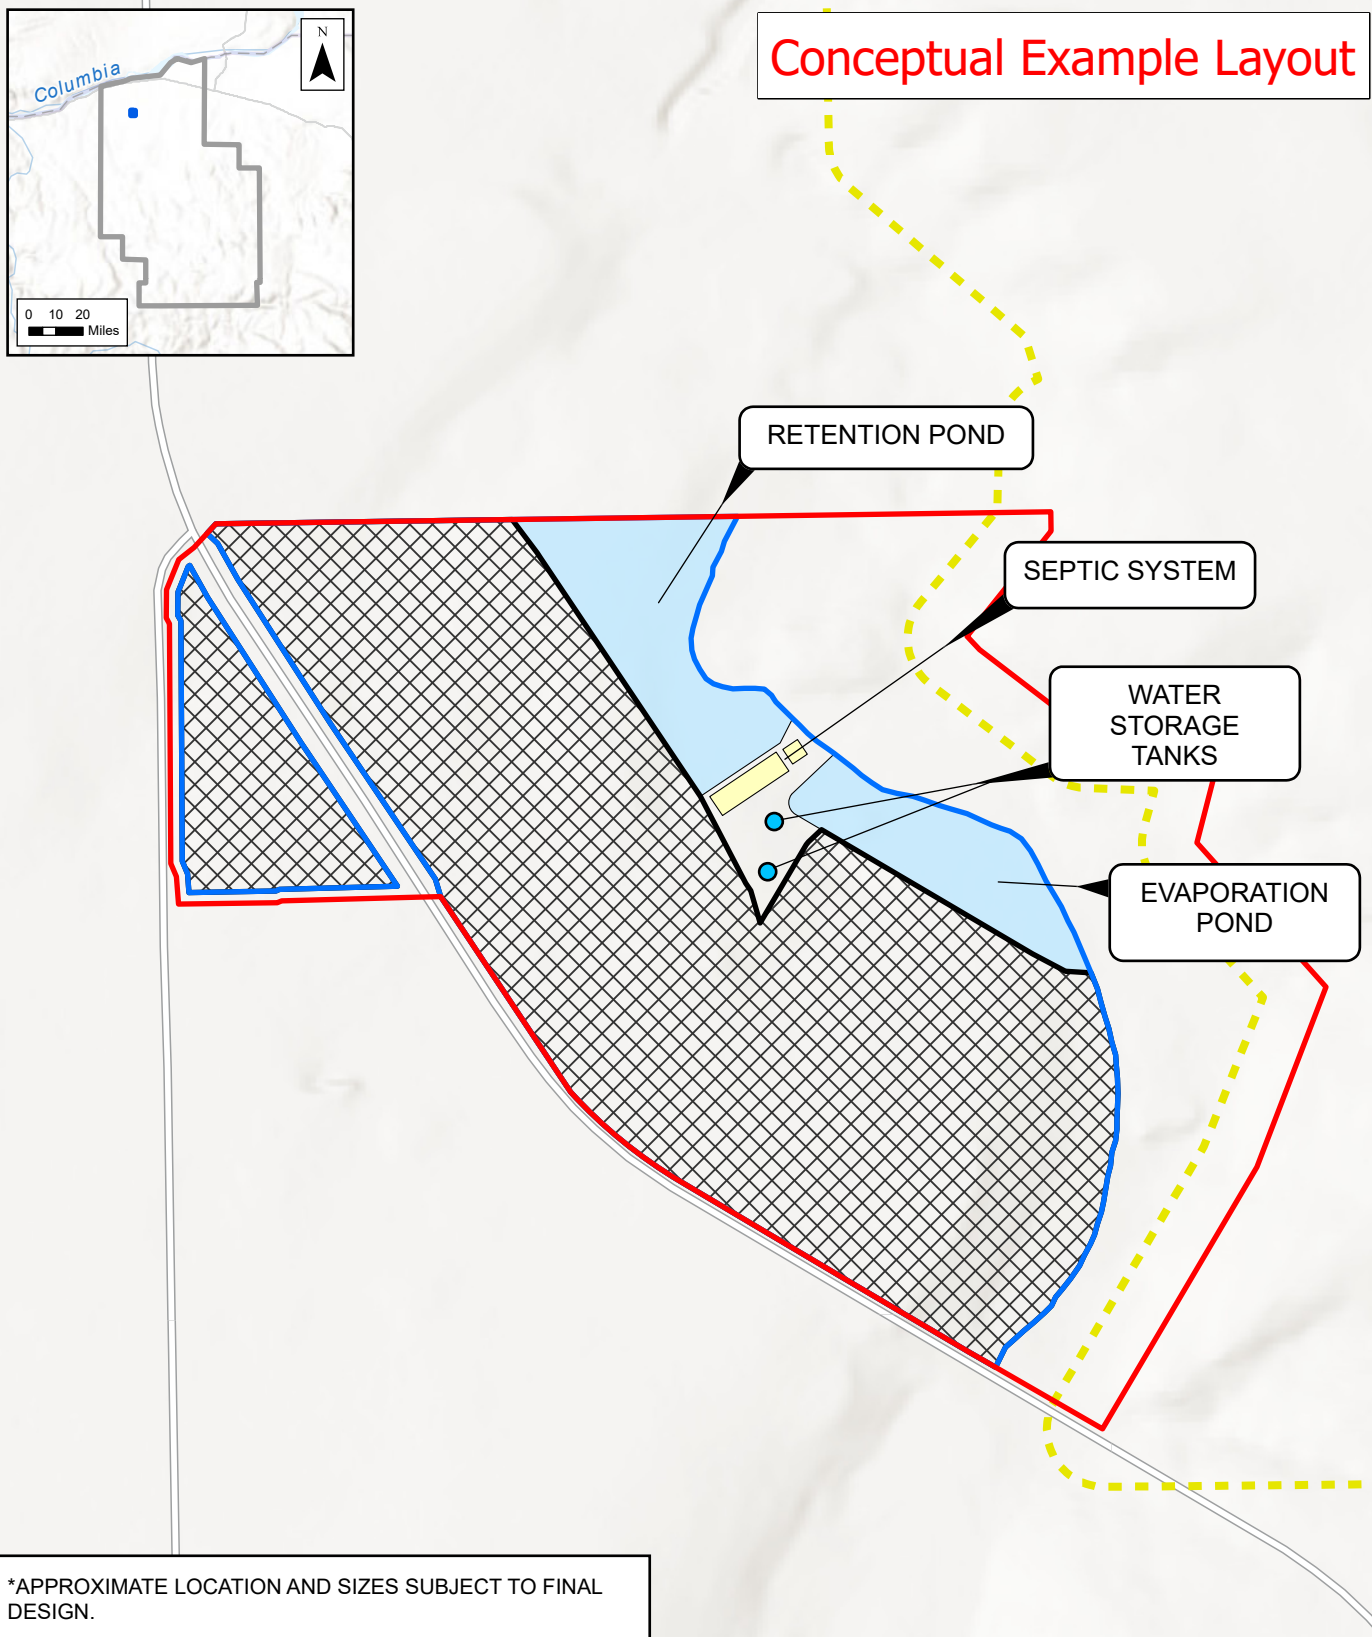 Conceptual Example Layout
N
Columbia
0 10 20
Miles
RETENTION POND
SEPTIC SYSTEM
WATER
STORAGE
TANKS
EVAPORATION
POND
*APPROXIMATE LOCATION AND SIZES SUBJECT TO FINAL
DESIGN.